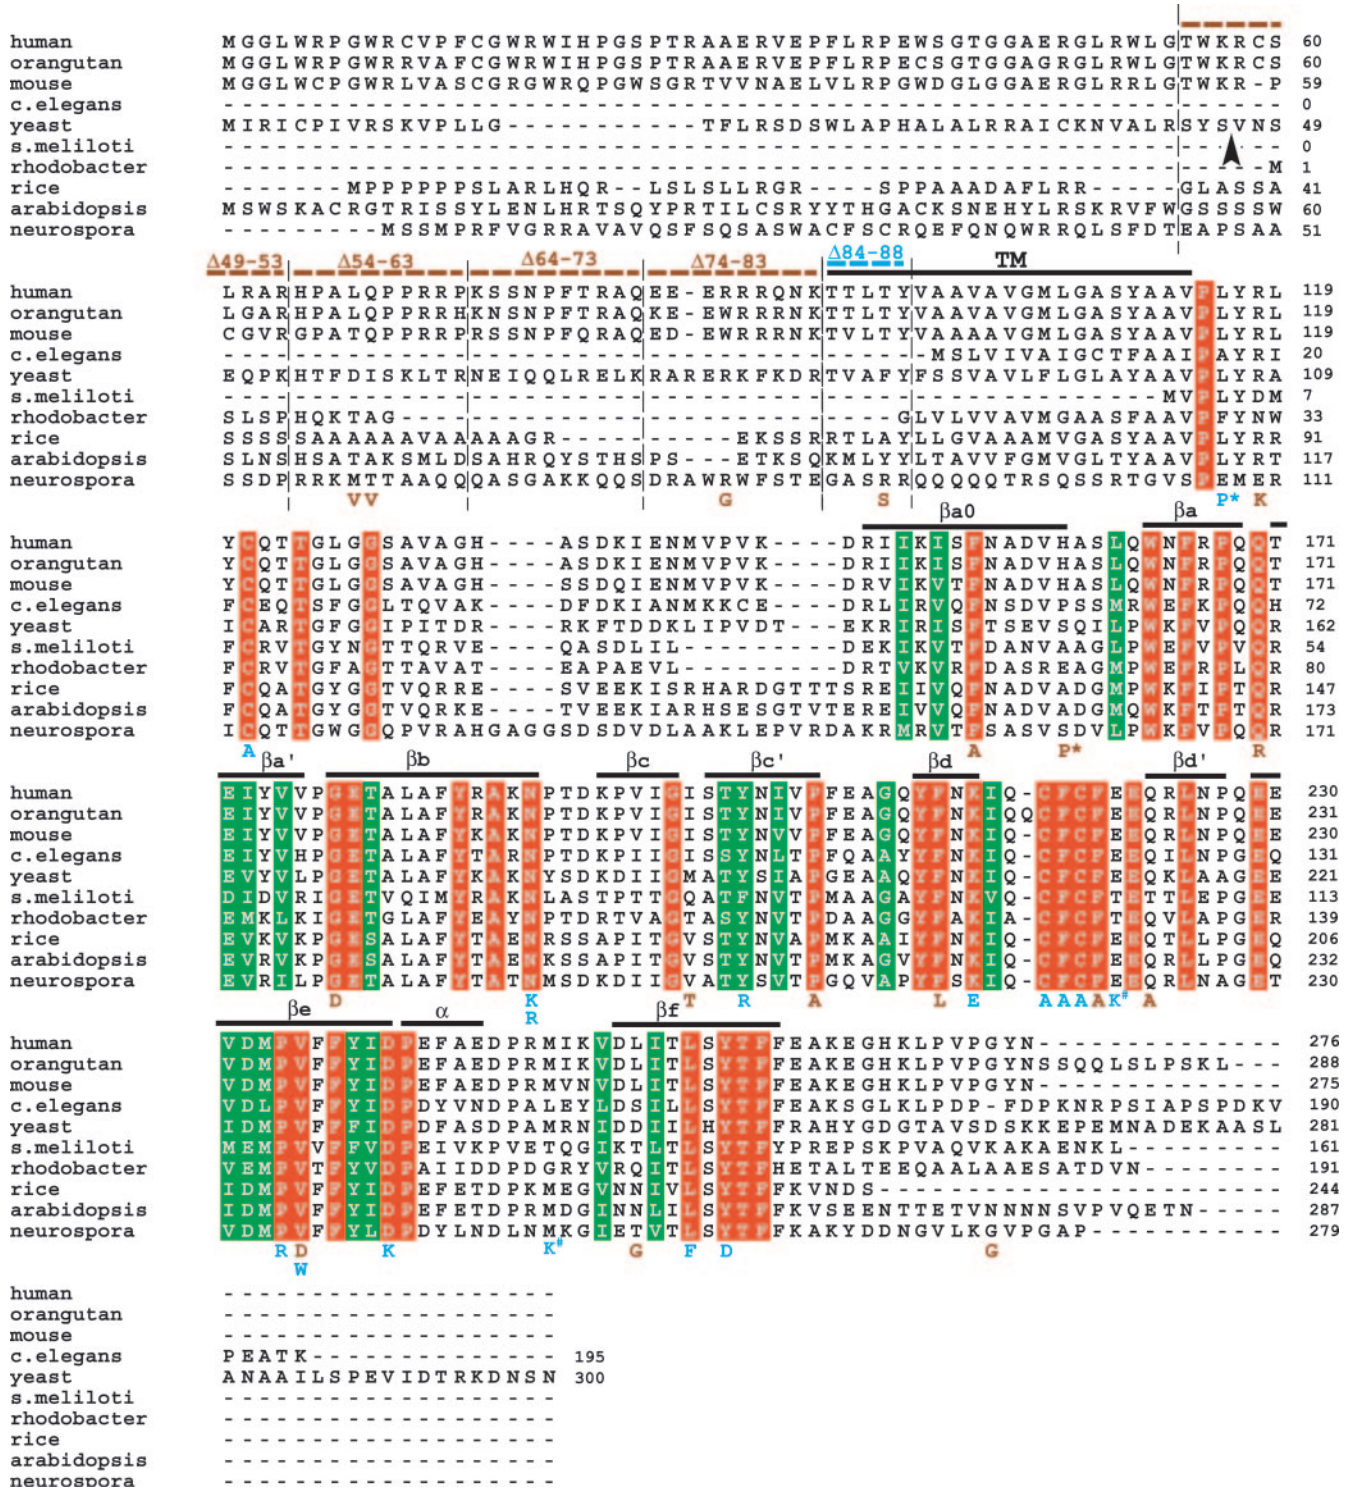 human MGGLWRPGWRCVPFCGWRWIHPGSPTRAAERVEPFLRPEWSGTGGAERGLRWLGTWKRCS 60
orangutan MGGLWRPGWRRVAFCGWRWIHPGSPTRAAERVEPFLRPECSGTGGAGRGLRWLGTWKRCS 60
mouse MGGLWCPGWRLVASCGRGWRQPGWSGRTVVNAELVLRPGWDGLGGAERGLRRLGTWKR-P 59
c.elegans ------------------------------------------------------------ 0
yeast MIRICPIVRSKVPLLLG-----------TFLRSDSWLAPHALALRRAICKNVALRSYSVNS 49
s.meliloti ------------------------------------------------------------ 0
rhodobacter -----------------------------------------------------------M 1
rice -------MPPPPPPSLARLHQR--LSLSLLRGR----SPPAAADAFLRR-----GLASSA 41
arabidopsis MSWSKACRGTRISSYLENLHRTSQYPRTILCSRYYTHGACKSNEHYLRSKRVFWGSSSSW 60
neurospora ---------MSSMPRFVGRRAVAVQSFSQSASWACFSCRQEFQNQWRRQLSFDTEAPSAA 51
Δ49-53 Δ54-63 Δ64-73 Δ74-83 Δ84-88 TM
human LRARHPALQPPRRPKSSNPFTRAQEE-ERRRQNKTTLTYVAAVAVGMLGASYAAVPLYRL 119
orangutan LGARHPALQPPRRHKNSNPFTRAQKE-EWRRRNKTTLTYVAAVAVGMLGASYAAVPLYRL 119
mouse CGVRGPATQPPRRPRSSNPFQRAQED-EWRRRNKTVLTYVAAAAVGMLGASYAAVPLYRL 119
c.elegans ----------------------------------------MSLVIVAIGCTFAAIPAYRI 20
yeast EQPKHTFDISKLTRNEIQQLRELKRARERKFKDRTVAFYFSSVAVLFLGLAYAAVPLYRA 109
s.meliloti -----------------------------------------------------MVPLYDM 7
rhodobacter SLSPHQKTAG----------------------------GLVLVVAVMGAASFAAVPFYNW 33
rice SSSSSAAAAAAVAAAAAGR----------EKSSRRTLAYLLGVAAAMVGASYAAVPLYRR 91
arabidopsis SLNSHSATAKSMLDSAHRQYSTHSPS---ETKSQKMLYYLTAVVFGMVGLTYAAVPLYRT 117
neurospora SSDPRRKMTTAAQQQASGAKKQQSDRAWRWFSTEGASRRQQQQQTRSQSSRTGVSPEMER 111
VV G S P* K
βa0 βa
human YCQTTGLGGSAVAGH----ASDKIENMVPVK----DRIIKISFNADVHASLQWNFRPQQT 171
orangutan YCQTTGLGGSAVAGH----ASDKIENMVPVK----DRIIKISFNADVHASLQWNFRPQQT 171
mouse YCQTTGLGGSAVAGH----SSDQIENMVPVK----DRVIKVTFNADVHASLQWNFRPQQT 171
c.elegans FCEQTSFGGLTQVAK----DFDKIANMKKCE----DRLIRVQFNSDVPSSMRWEFKPQQH 72
yeast ICARTGFGGIPITDR----RKFTDDKLIPVDT---EKRIRISFTSEVSQILPWKFVPQQR 162
s.meliloti FCRVTGYNGTTQRVE----QASDLIL---------DEKIKVTFDANVAAGLPWEFVPVQR 54
rhodobacter FCRVTGFAGTTAVAT----EAPAEVL---------DRTVKVRFDASREAGMPWEFRPLQR 80
rice FCQATGYGGTVQRRE----SVEEKISRHARDGTTTSREIIVQFNADVADGMPWKFIPTQR 147
arabidopsis FCQATGYGGTVQRKE----TVEEKIARHSESGTVTEREIVVQFNADVADGMQWKFTPTQR 173
neurospora ICQTTGWGGQPVRAHGAGGSDSDVDLAAKLEPVRDAKRMRVTFSASVSDVLPWKFVPQQR 171
A A P* R
βa' βb βc βc' βd βd'
human EIYVVPGETALAFYRAKNPTDKPVIGISTYNIVPFEAGQYFNKIQ-CFCFEEQRLNPQEE 230
orangutan EIYVVPGETALAFYRAKNPTDKPVIGISTYNIVPFEAGQYFNKIQQCFCFEEQRLNPQEE 231
mouse EIYVVPGETALAFYKAKNPTDKPVIGISTYNVVPFEAGQYFNKIQ-CFCFEEQRLNPQEE 230
c.elegans EIYVHPGETALAFYTARNPTDKPIIGISSYNLTPFQAAYYFNKIQ-CFCFEEQILNPGEQ 131
yeast EVYVLPGETALAFYKAKNYSDKDIIGMATYSIAPGEAAQYFNKIQ-CFCFEEQKLAAGEE 221
s.meliloti DIDVRIGETVQIMYRAKNLASTPTTGQATFNVTPMAAGAYFNKVQ-CFCFTETTLEPGEE 113
rhodobacter EMKLKIGETGLAFYEAYNPTDRTVAGTASYNVTPDAAGGYFAKIA-CFCFTEQVLAPGER 139
rice EVKVKPGESALAFYTAENRSSAPITGVSTYNVAPMKAAIYFNKIQ-CFCFEEQTLLPGEQ 206
arabidopsis EVRVKPGESALAFYTAENKSSAPITGVSTYNVTPMKAGVYFNKIQ-CFCFEEQRLLPGEQ 232
neurospora EVRILPGETALAFYTATNMSDKDIIGVATYSVTPGQVAPYFSKIQ-CFCFEEQRLNAGET 230
D K T R A L E AAAAK# A
R
βe α βf
human VDMPVFFYIDPEFAEDPRMIKVDLITLSYTFFEAKEGHKLPVPGYN-------------- 276
orangutan VDMPVFFYIDPEFAEDPRMIKVDLITLSYTFFEAKEGHKLPVPGYNSSQQLSLPSKL--- 288
mouse VDMPVFFYIDPEFAEDPRMVNVDLITLSYTFFEAKEGHKLPVPGYN-------------- 275
c.elegans VDLPVFFYIDPDYVNDPALEYLDSILLSYTFFEAKSGLKLPDP-FDPKNRPSIAPSPDKV 190
yeast IDMPVFFFIDPDFASDPAMRNIDDIILHYTFFRAHYGDGTAVSDSKKEPEMNADEKAASL 281
s.meliloti MEMPVVFFVDPEIVKPVETQGIKTLTLSYTFYPREPSKPVAQVKAKAENKL--------- 161
rhodobacter VEMPVTFYVDPAIIDDPDGRYVRQITLSYTFHETALTEEQAALAAESATDVN-------- 191
rice IDMPVFFYIDPEFETDPKMEGVNNIVLSYTFFKVNDS----------------------- 244
arabidopsis IDMPVFFYIDPEFETDPRMDGINNLILSYTFFKVSEENTTETVNNNNSVPVQETN----- 287
neurospora VDMPVFFYLDPDYLNDLNMKGIETVTLSYTFFKAKYDDNGVLKGVPGAP----------- 279
R D K K# G F D G
W
human -------------------
orangutan -------------------
mouse -------------------
c.elegans PEATK-------------- 195
yeast ANAAILSPEVIDTRKDNSN 300
s.meliloti -------------------
rhodobacter -------------------
rice -------------------
arabidopsis -------------------
neurospora -------------------